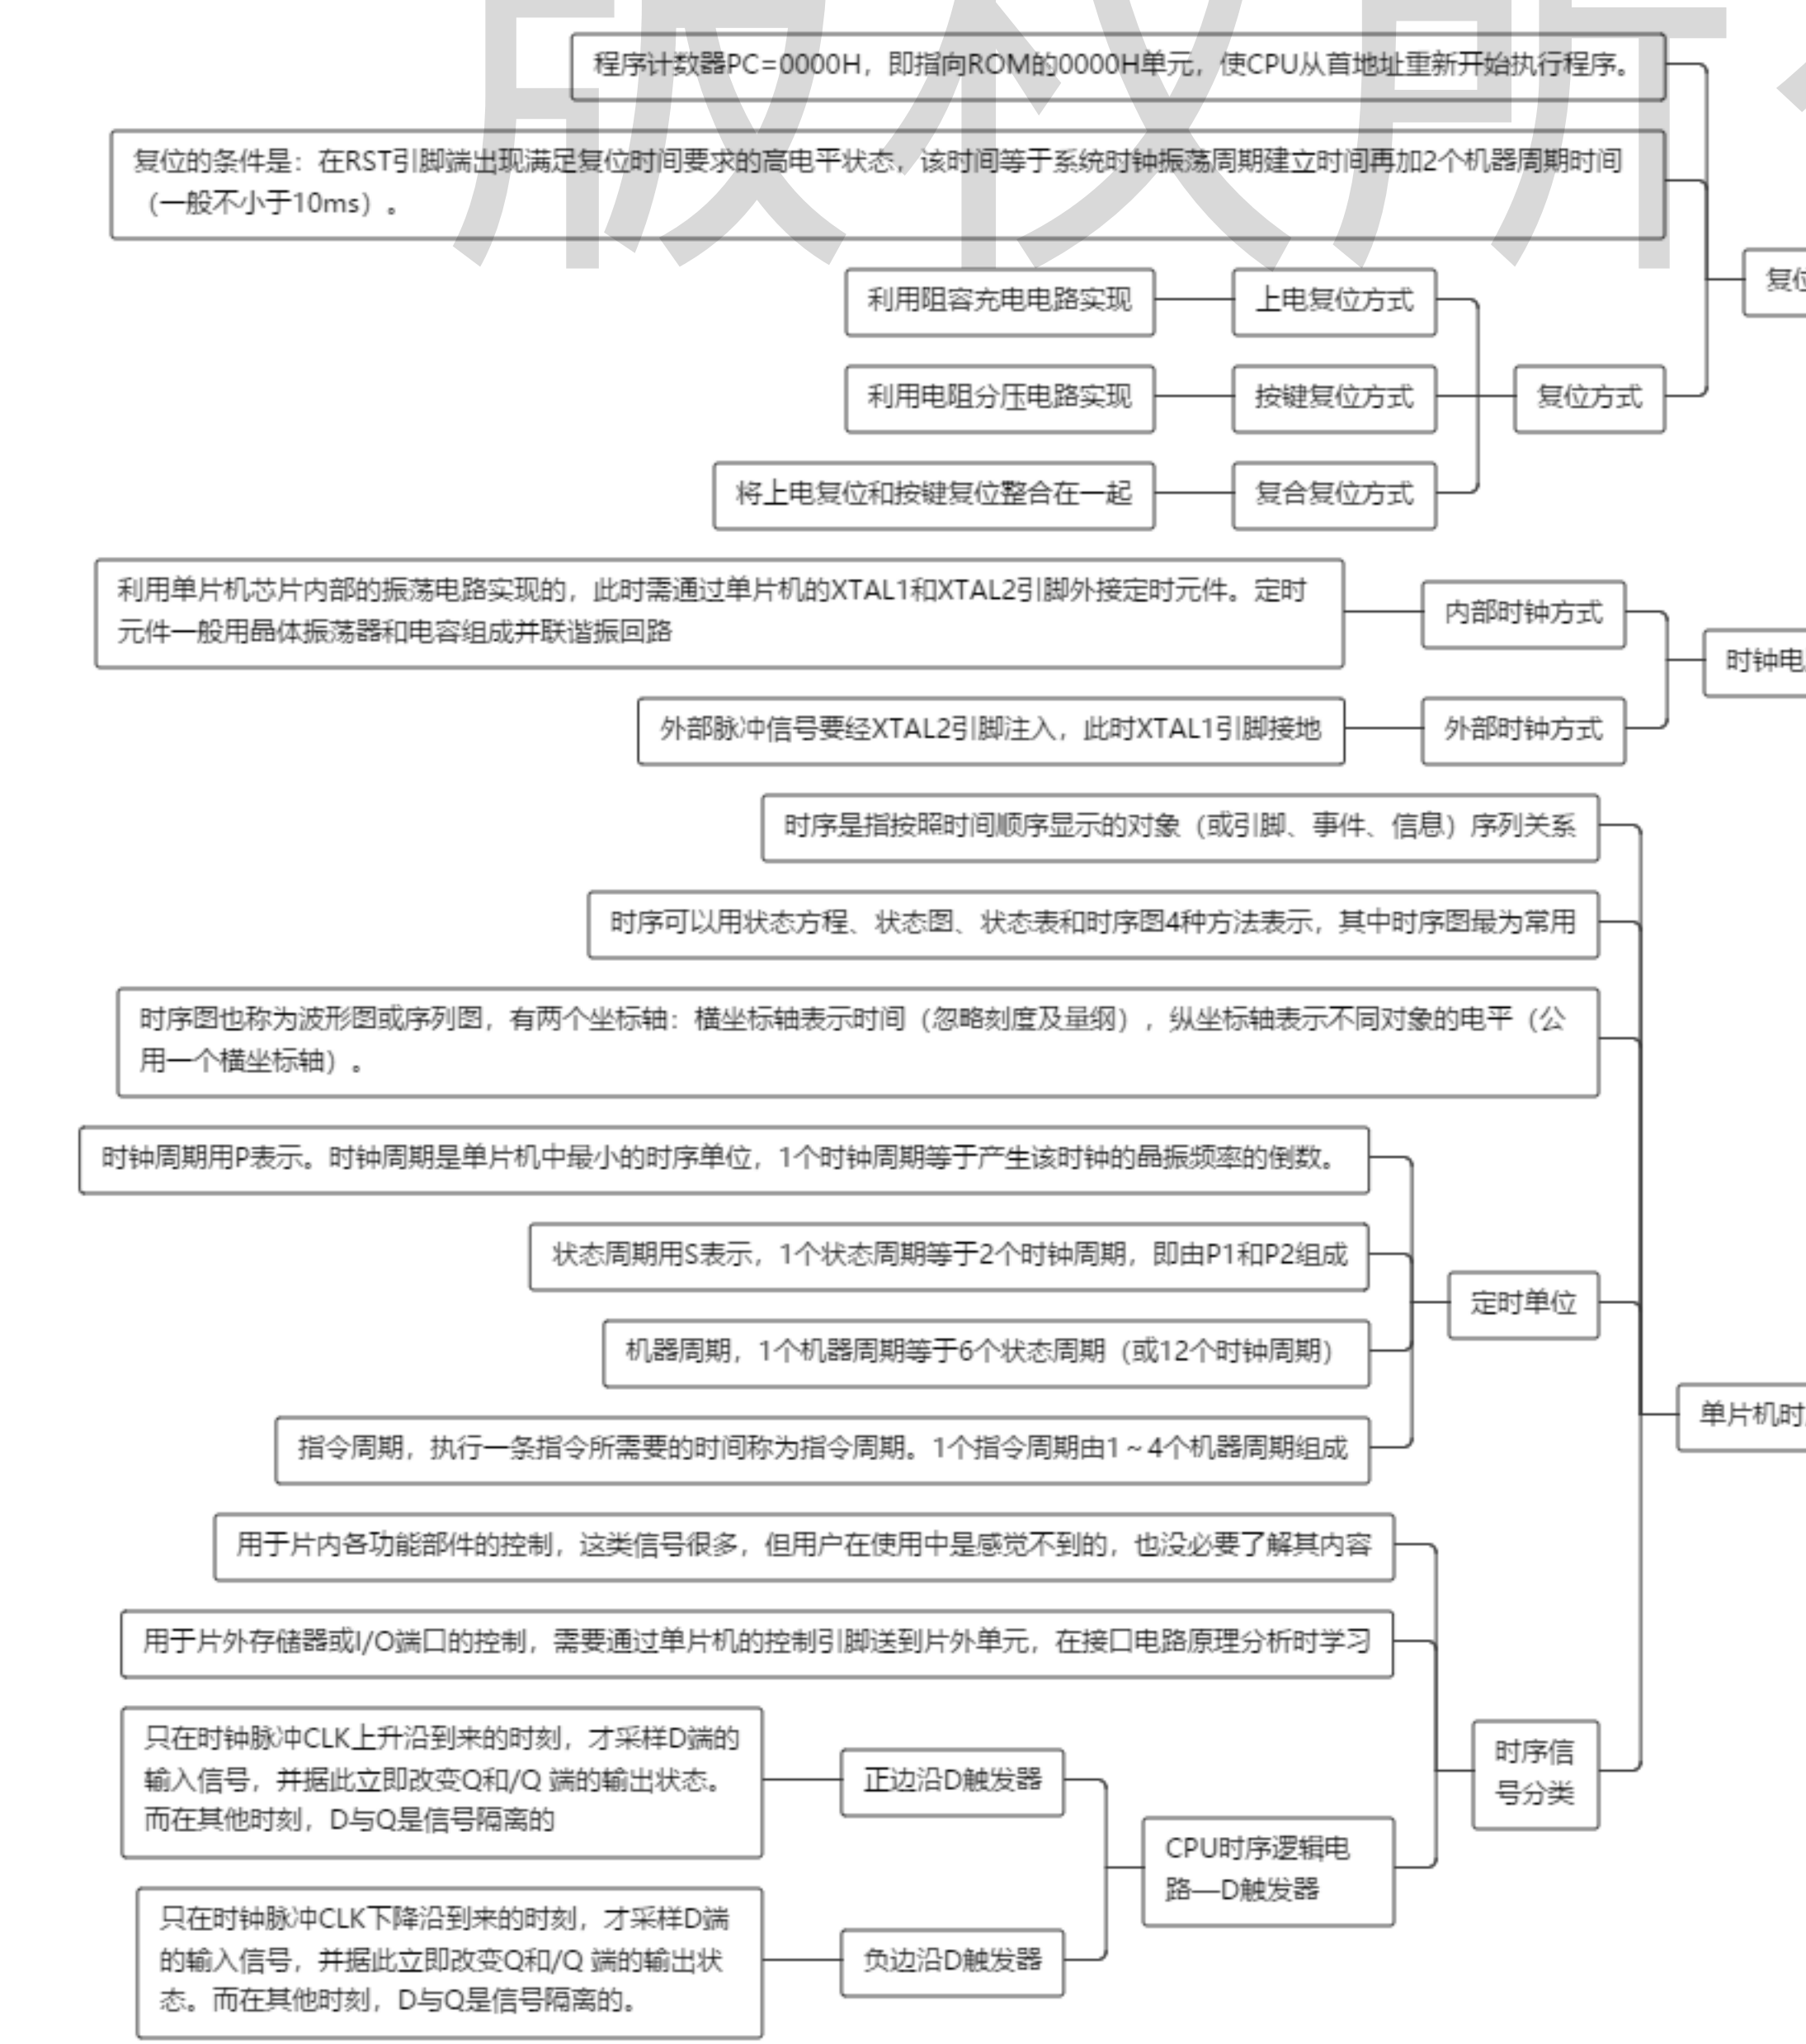 版权所
程序计数器PC=0000H，即指向ROM的0000H单元，使CPU从首地址重新开始执行程序。
复位的条件是：在RST引脚端出现满足复位时间要求的高电平状态，该时间等于系统时钟振荡周期建立时间再加2个机器周期时间
（一般不小于10ms）。
复位
利用阻容充电电路实现
上电复位方式
利用电阻分压电路实现
按键复位方式
复位方式
将上电复位和按键复位整合在一起
复合复位方式
利用单片机芯片内部的振荡电路实现的，此时需通过单片机的XTAL1和XTAL2引脚外接定时元件。定时
元件一般用晶体振荡器和电容组成并联谐振回路
内部时钟方式
时钟电
外部脉冲信号要经XTAL2引脚注入，此时XTAL1引脚接地
外部时钟方式
时序是指按照时间顺序显示的对象（或引脚、事件、信息）序列关系
时序可以用状态方程、状态图、状态表和时序图4种方法表示，其中时序图最为常用
时序图也称为波形图或序列图，有两个坐标轴：横坐标轴表示时间（忽略刻度及量纲），纵坐标轴表示不同对象的电平（公
用一个横坐标轴）。
时钟周期用P表示。时钟周期是单片机中最小的时序单位，1个时钟周期等于产生该时钟的晶振频率的倒数。
状态周期用S表示，1个状态周期等于2个时钟周期，即由P1和P2组成
定时单位
机器周期，1个机器周期等于6个状态周期（或12个时钟周期）
单片机时
指令周期，执行一条指令所需要的时间称为指令周期。1个指令周期由1～4个机器周期组成
用于片内各功能部件的控制，这类信号很多，但用户在使用中是感觉不到的，也没必要了解其内容
用于片外存储器或I/O端口的控制，需要通过单片机的控制引脚送到片外单元，在接口电路原理分析时学习
时序信
号分类
只在时钟脉冲CLK上升沿到来的时刻，才采样D端的
输入信号，并据此立即改变Q和/Q 端的输出状态。
而在其他时刻，D与Q是信号隔离的
正边沿D触发器
CPU时序逻辑电
路—D触发器
只在时钟脉冲CLK下降沿到来的时刻，才采样D端
的输入信号，并据此立即改变Q和/Q 端的输出状
态。而在其他时刻，D与Q是信号隔离的。
负边沿D触发器